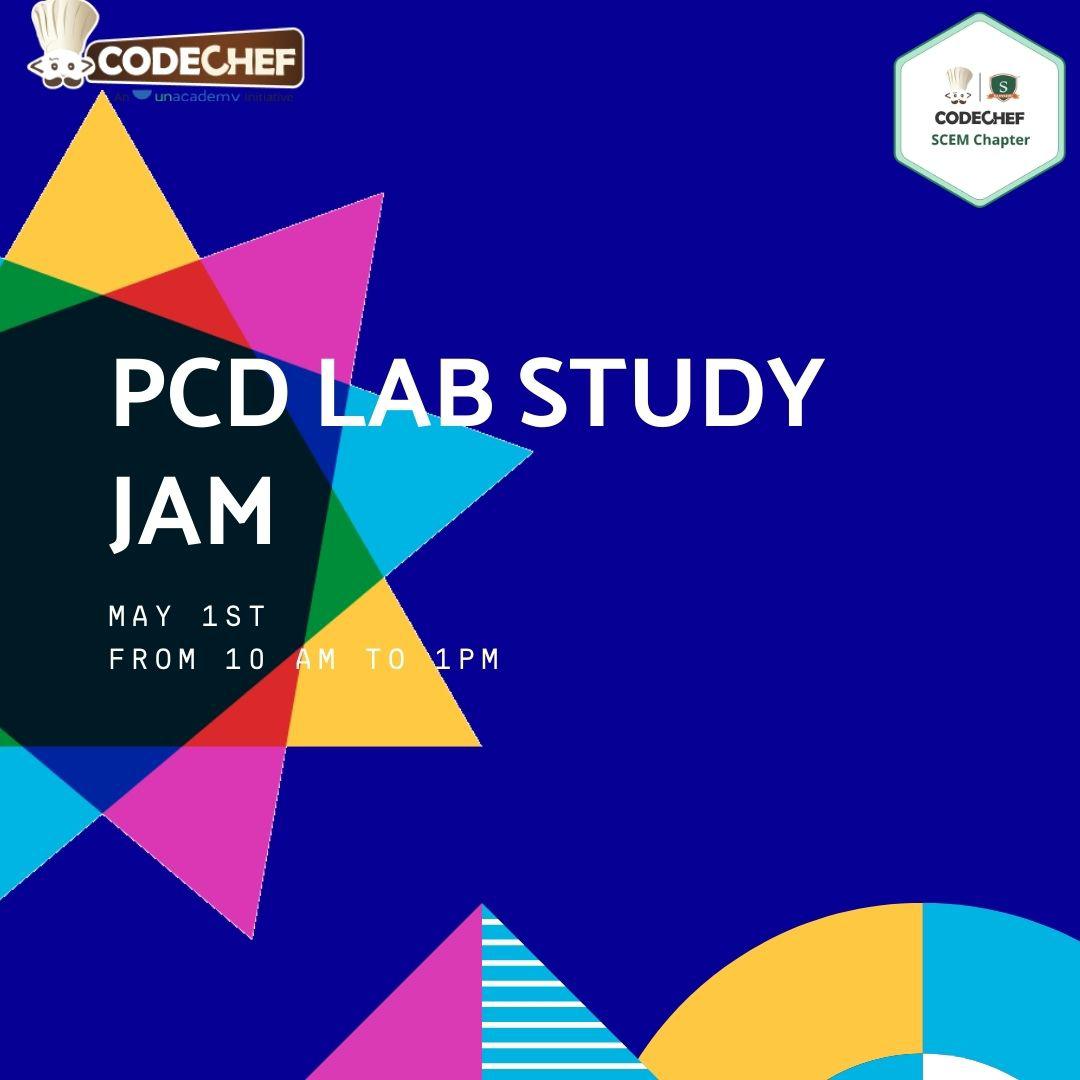 CODECHEF
An unacademy initiative
S
CODECHEF
SCEM Chapter
PCD LAB STUDY
JAM
MAY 1ST
FROM 10 AM TO 1PM